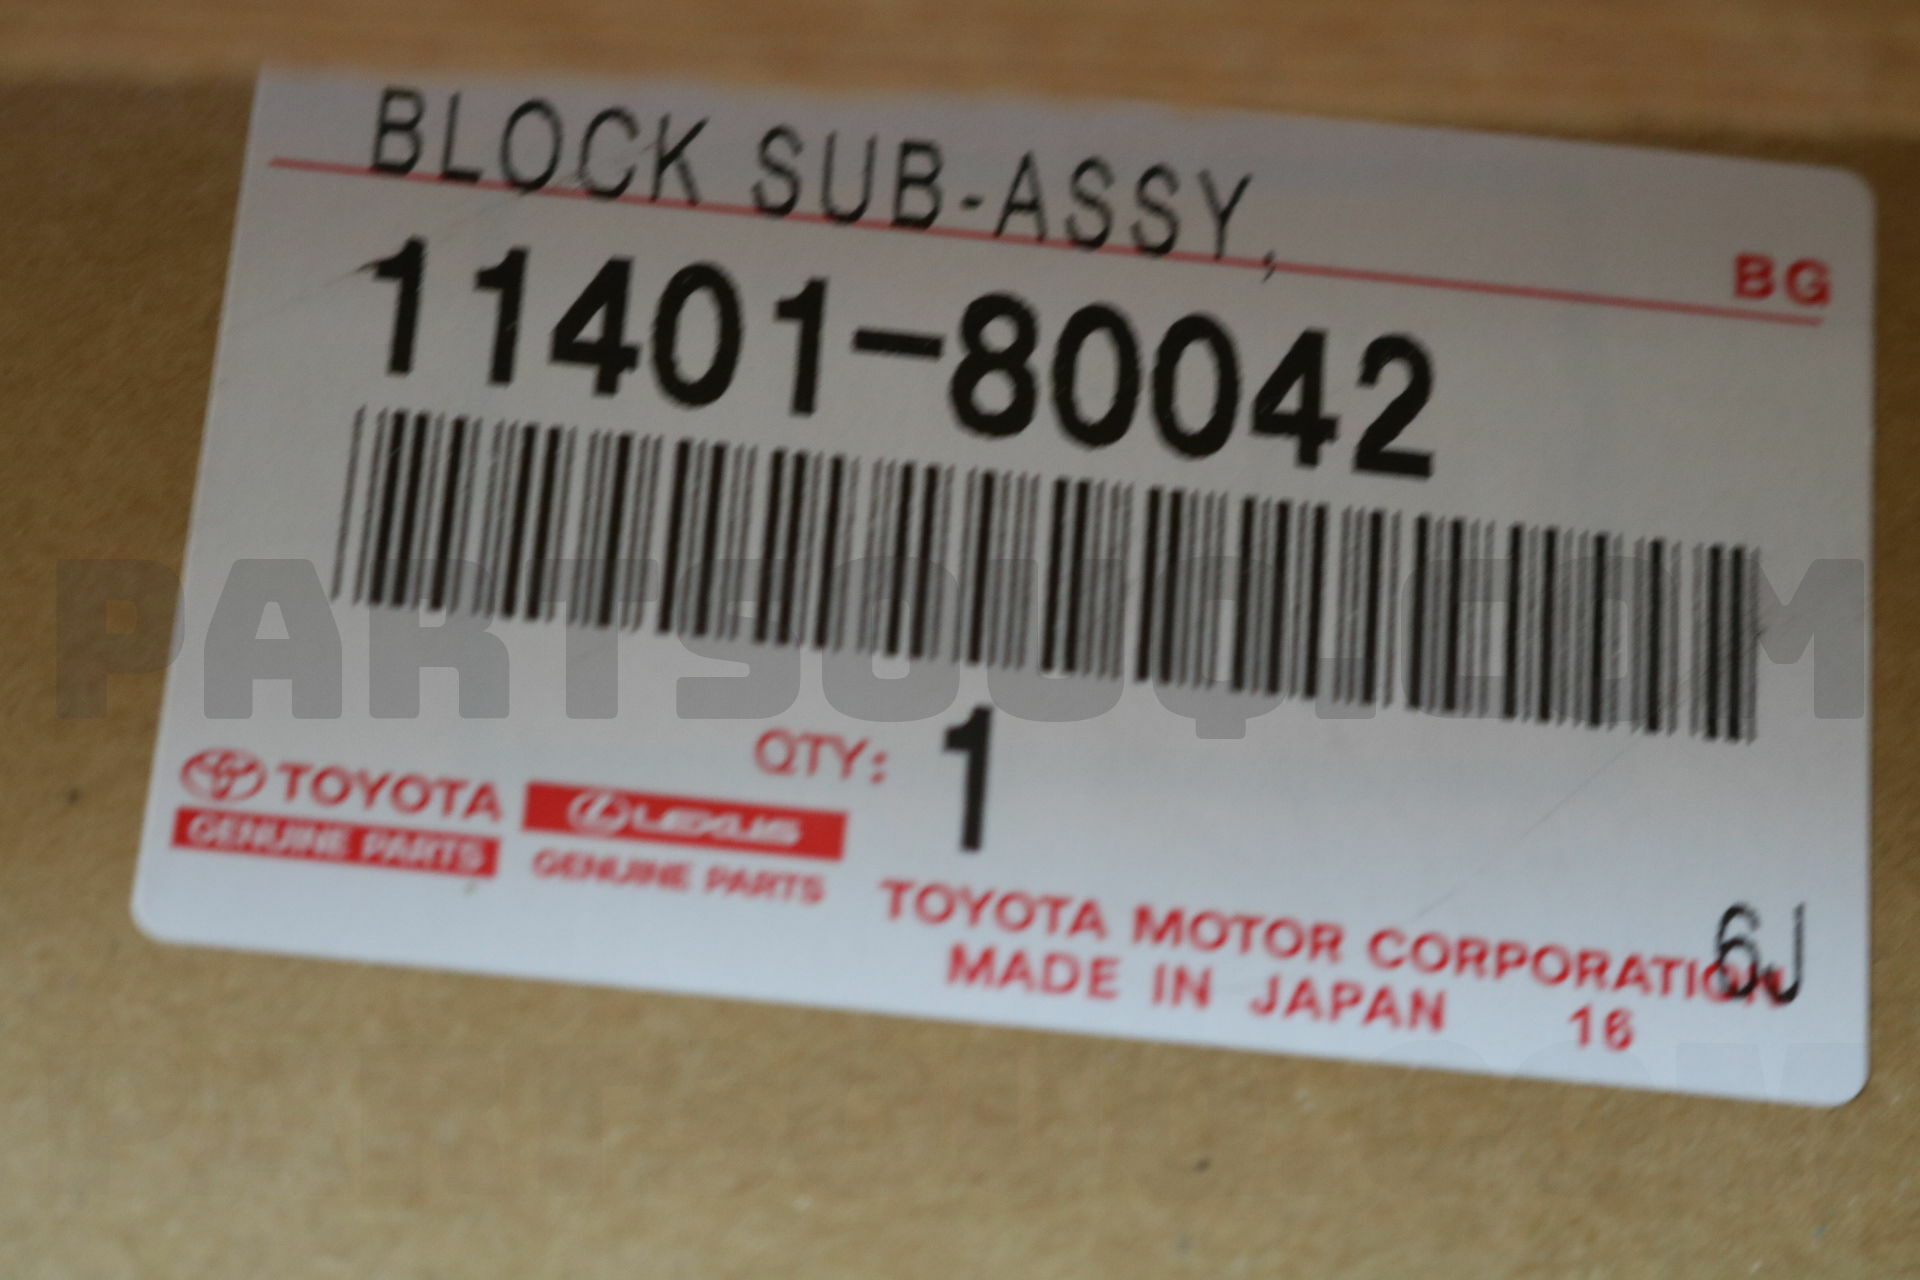 BLOCK SUB-ASSY,
BG
11401-80042
PARTSOUQ.COM
QTY: 1
TOYOTA
GENUINE PARTS
LEXUS
GENUINE PARTS
TOYOTA MOTOR CORPORATION
6J
MADE IN JAPAN 16